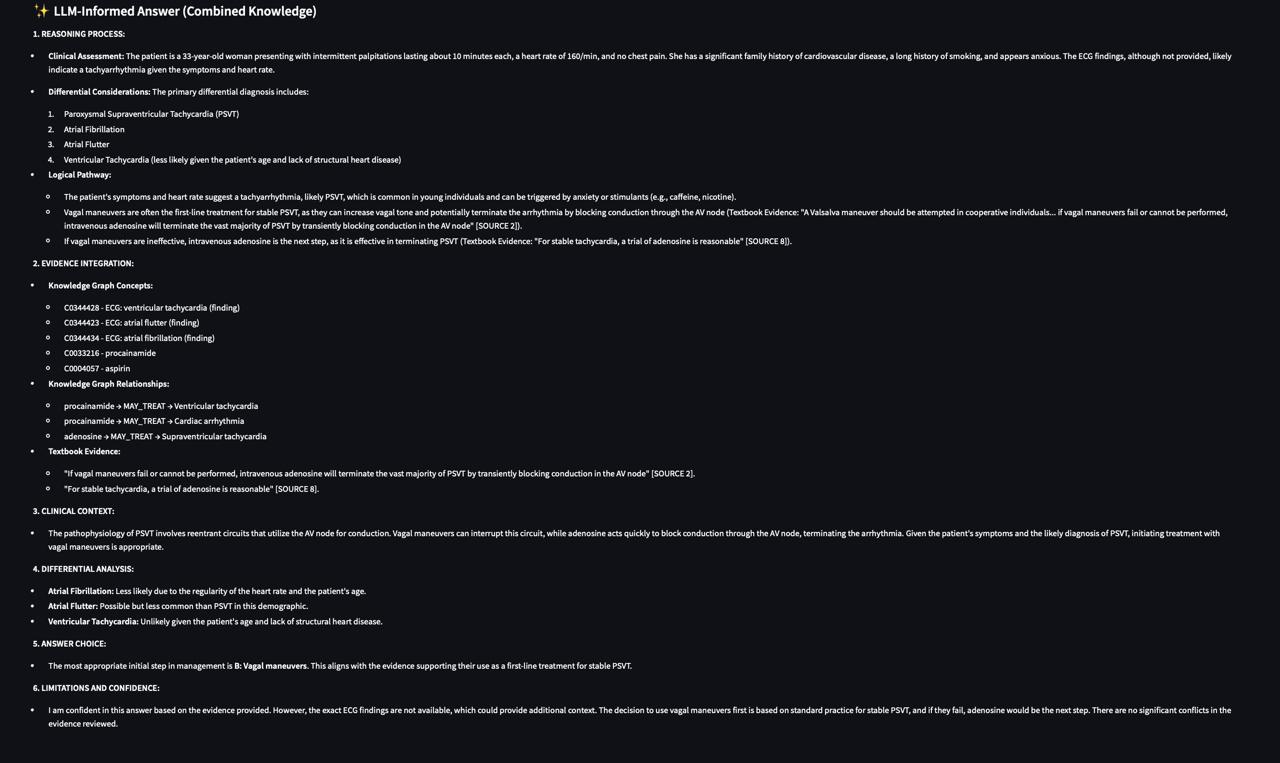 ✨ LLM-Informed Answer (Combined Knowledge)
1. REASONING PROCESS:
• Clinical Assessment: The patient is a 33-year-old woman presenting with intermittent palpitations lasting about 10 minutes each, a heart rate of 160/min, and no chest pain. She has a significant family history of cardiovascular disease, a long history of smoking, and appears anxious. The ECG findings, although not provided, likely
indicate a tachyarrhythmia given the symptoms and heart rate.
• Differential Considerations: The primary differential diagnosis includes:
1. Paroxysmal Supraventricular Tachycardia (PSVT)
2. Atrial Fibrillation
3. Atrial Flutter
4. Ventricular Tachycardia (less likely given the patient's age and lack of structural heart disease)
• Logical Pathway:
○ The patient's symptoms and heart rate suggest a tachyarrhythmia, likely PSVT, which is common in young individuals and can be triggered by anxiety or stimulants (e.g., caffeine, nicotine).
○ Vagal maneuvers are often the first-line treatment for stable PSVT, as they can increase vagal tone and potentially terminate the arrhythmia by blocking conduction through the AV node (Textbook Evidence: "A Valsalva maneuver should be attempted in cooperative individuals... if vagal maneuvers fail or cannot be performed,
intravenous adenosine will terminate the vast majority of PSVT by transiently blocking conduction in the AV node" [SOURCE 2]).
○ If vagal maneuvers are ineffective, intravenous adenosine is the next step, as it is effective in terminating PSVT (Textbook Evidence: "For stable tachycardia, a trial of adenosine is reasonable" [SOURCE 8]).
2. EVIDENCE INTEGRATION:
• Knowledge Graph Concepts:
○ C0344428 - ECG: ventricular tachycardia (finding)
○ C0344423 - ECG: atrial flutter (finding)
○ C0344434 - ECG: atrial fibrillation (finding)
○ C0033216 - procainamide
○ C0004057 - aspirin
• Knowledge Graph Relationships:
○ procainamide → MAY_TREAT → Ventricular tachycardia
○ procainamide → MAY_TREAT → Cardiac arrhythmia
○ adenosine → MAY_TREAT → Supraventricular tachycardia
• Textbook Evidence:
○ "If vagal maneuvers fail or cannot be performed, intravenous adenosine will terminate the vast majority of PSVT by transiently blocking conduction in the AV node" [SOURCE 2].
○ "For stable tachycardia, a trial of adenosine is reasonable" [SOURCE 8].
3. CLINICAL CONTEXT:
• The pathophysiology of PSVT involves reentrant circuits that utilize the AV node for conduction. Vagal maneuvers can interrupt this circuit, while adenosine acts quickly to block conduction through the AV node, terminating the arrhythmia. Given the patient's symptoms and the likely diagnosis of PSVT, initiating treatment with
vagal maneuvers is appropriate.
4. DIFFERENTIAL ANALYSIS:
• Atrial Fibrillation: Less likely due to the regularity of the heart rate and the patient's age.
• Atrial Flutter: Possible but less common than PSVT in this demographic.
• Ventricular Tachycardia: Unlikely given the patient's age and lack of structural heart disease.
5. ANSWER CHOICE:
• The most appropriate initial step in management is B: Vagal maneuvers. This aligns with the evidence supporting their use as a first-line treatment for stable PSVT.
6. LIMITATIONS AND CONFIDENCE:
• I am confident in this answer based on the evidence provided. However, the exact ECG findings are not available, which could provide additional context. The decision to use vagal maneuvers first is based on standard practice for stable PSVT, and if they fail, adenosine would be the next step. There are no significant conflicts in the
evidence reviewed.